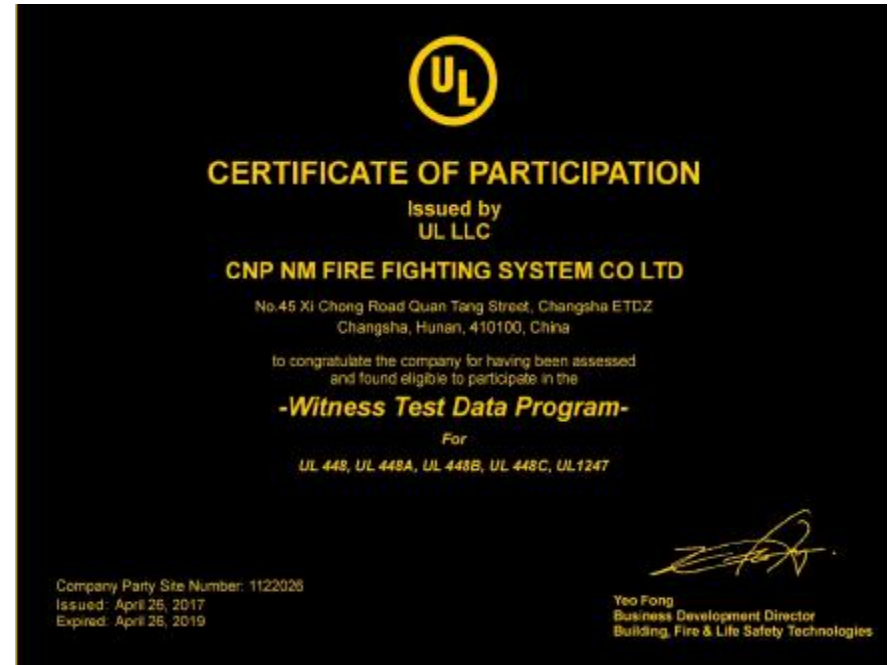 UL
CERTIFICATE OF PARTICIPATION
Issued by
UL LLC
CNP NM FIRE FIGHTING SYSTEM CO LTD
No.45 Xi Chong Road Quan Tang Street, Changsha ETDZ
Changsha, Hunan, 410100, China
to congratulate the company for having been assessed
and found eligible to participate in the
-Witness Test Data Program-
For
UL 448, UL 448A, UL 448B, UL 448C, UL1247
Company Party Site Number: 1122026
Issued: April 26, 2017
Expired: April 26, 2019
Yeo Fong
Business Development Director
Building, Fire & Life Safety Technologies